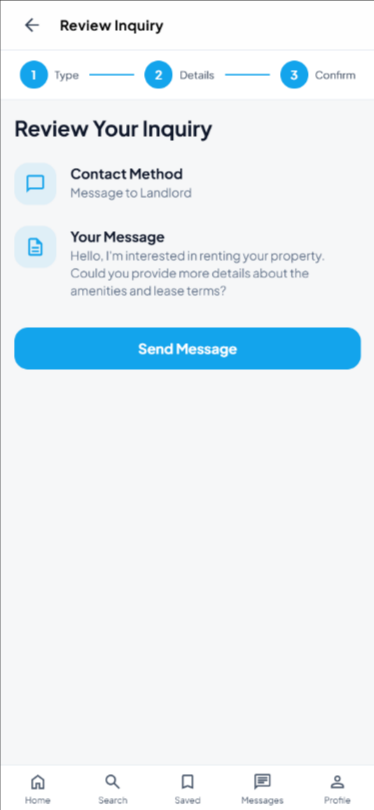 Review Inquiry
1 Type 2 Details 3 Confirm
Review Your Inquiry
Contact Method
Message to Landlord
Your Message
Hello, I'm interested in renting your property.
Could you provide more details about the
amenities and lease terms?
Send Message
Home Search Saved Messages Profile